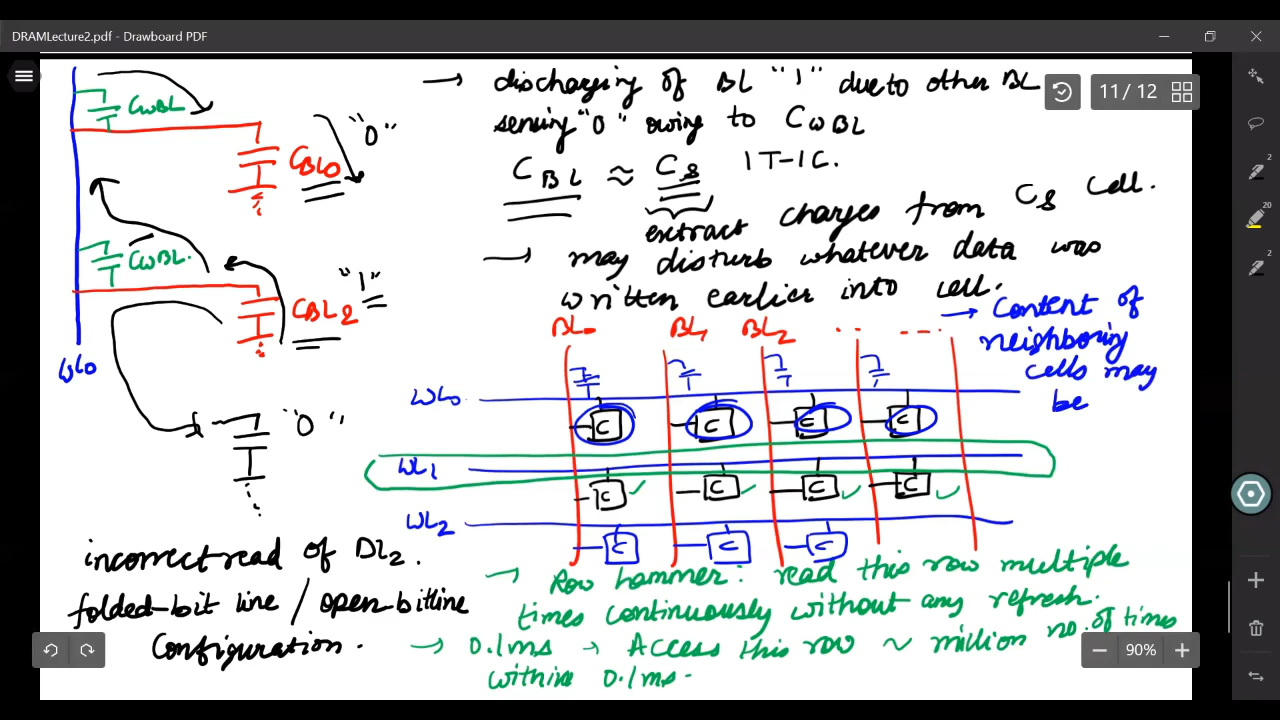 DRAMLecture2.pdf - Drawboard PDF
11 / 12
CWBL
"0"
CBL0
CWBL.
"1"
CBL2
WL0
"0"
incorrect read of BL2.
folded-bit line / open-bitline
Configuration.
→ discharging of BL "1" due to other BL
sensing "0" owing to CWBL
CBL ≈ Cs 1T-1C.
extract charges from Cs cell.
→ may disturb whatever data was
written earlier into cell.
→ Content of
neighboring
cells may
be
BL0 BL1 BL2 .. ---
WL0
C C C C
WL1
C C C C
WL2
C C C
→ Row hammer: read this row multiple
times continuously without any refresh.
→ 0.1ms → Access this row ~ million no. of times
within 0.1ms.
90%
2
20
2